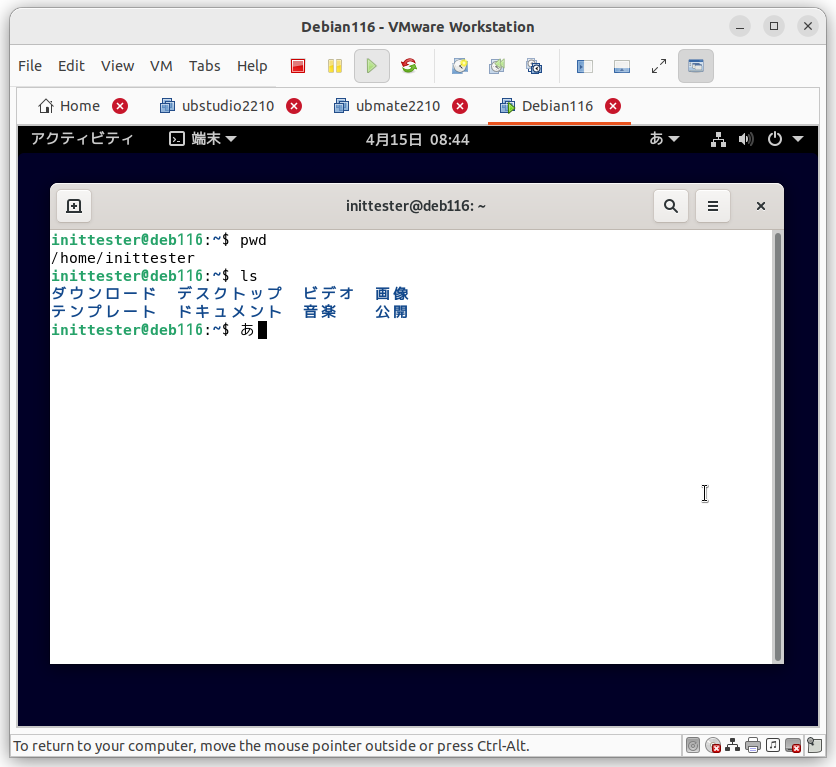 Debian116 - VMware Workstation
File Edit View VM Tabs Help
Home ubstudio2210 ubmate2210 Debian116
アクティビティ 端末 4月15日 08:44 あ
inittester@deb116: ~
inittester@deb116:~$ pwd
/home/inittester
inittester@deb116:~$ ls
ダウンロード デスクトップ ビデオ 画像
テンプレート ドキュメント 音楽 公開
inittester@deb116:~$ あ
To return to your computer, move the mouse pointer outside or press Ctrl-Alt.